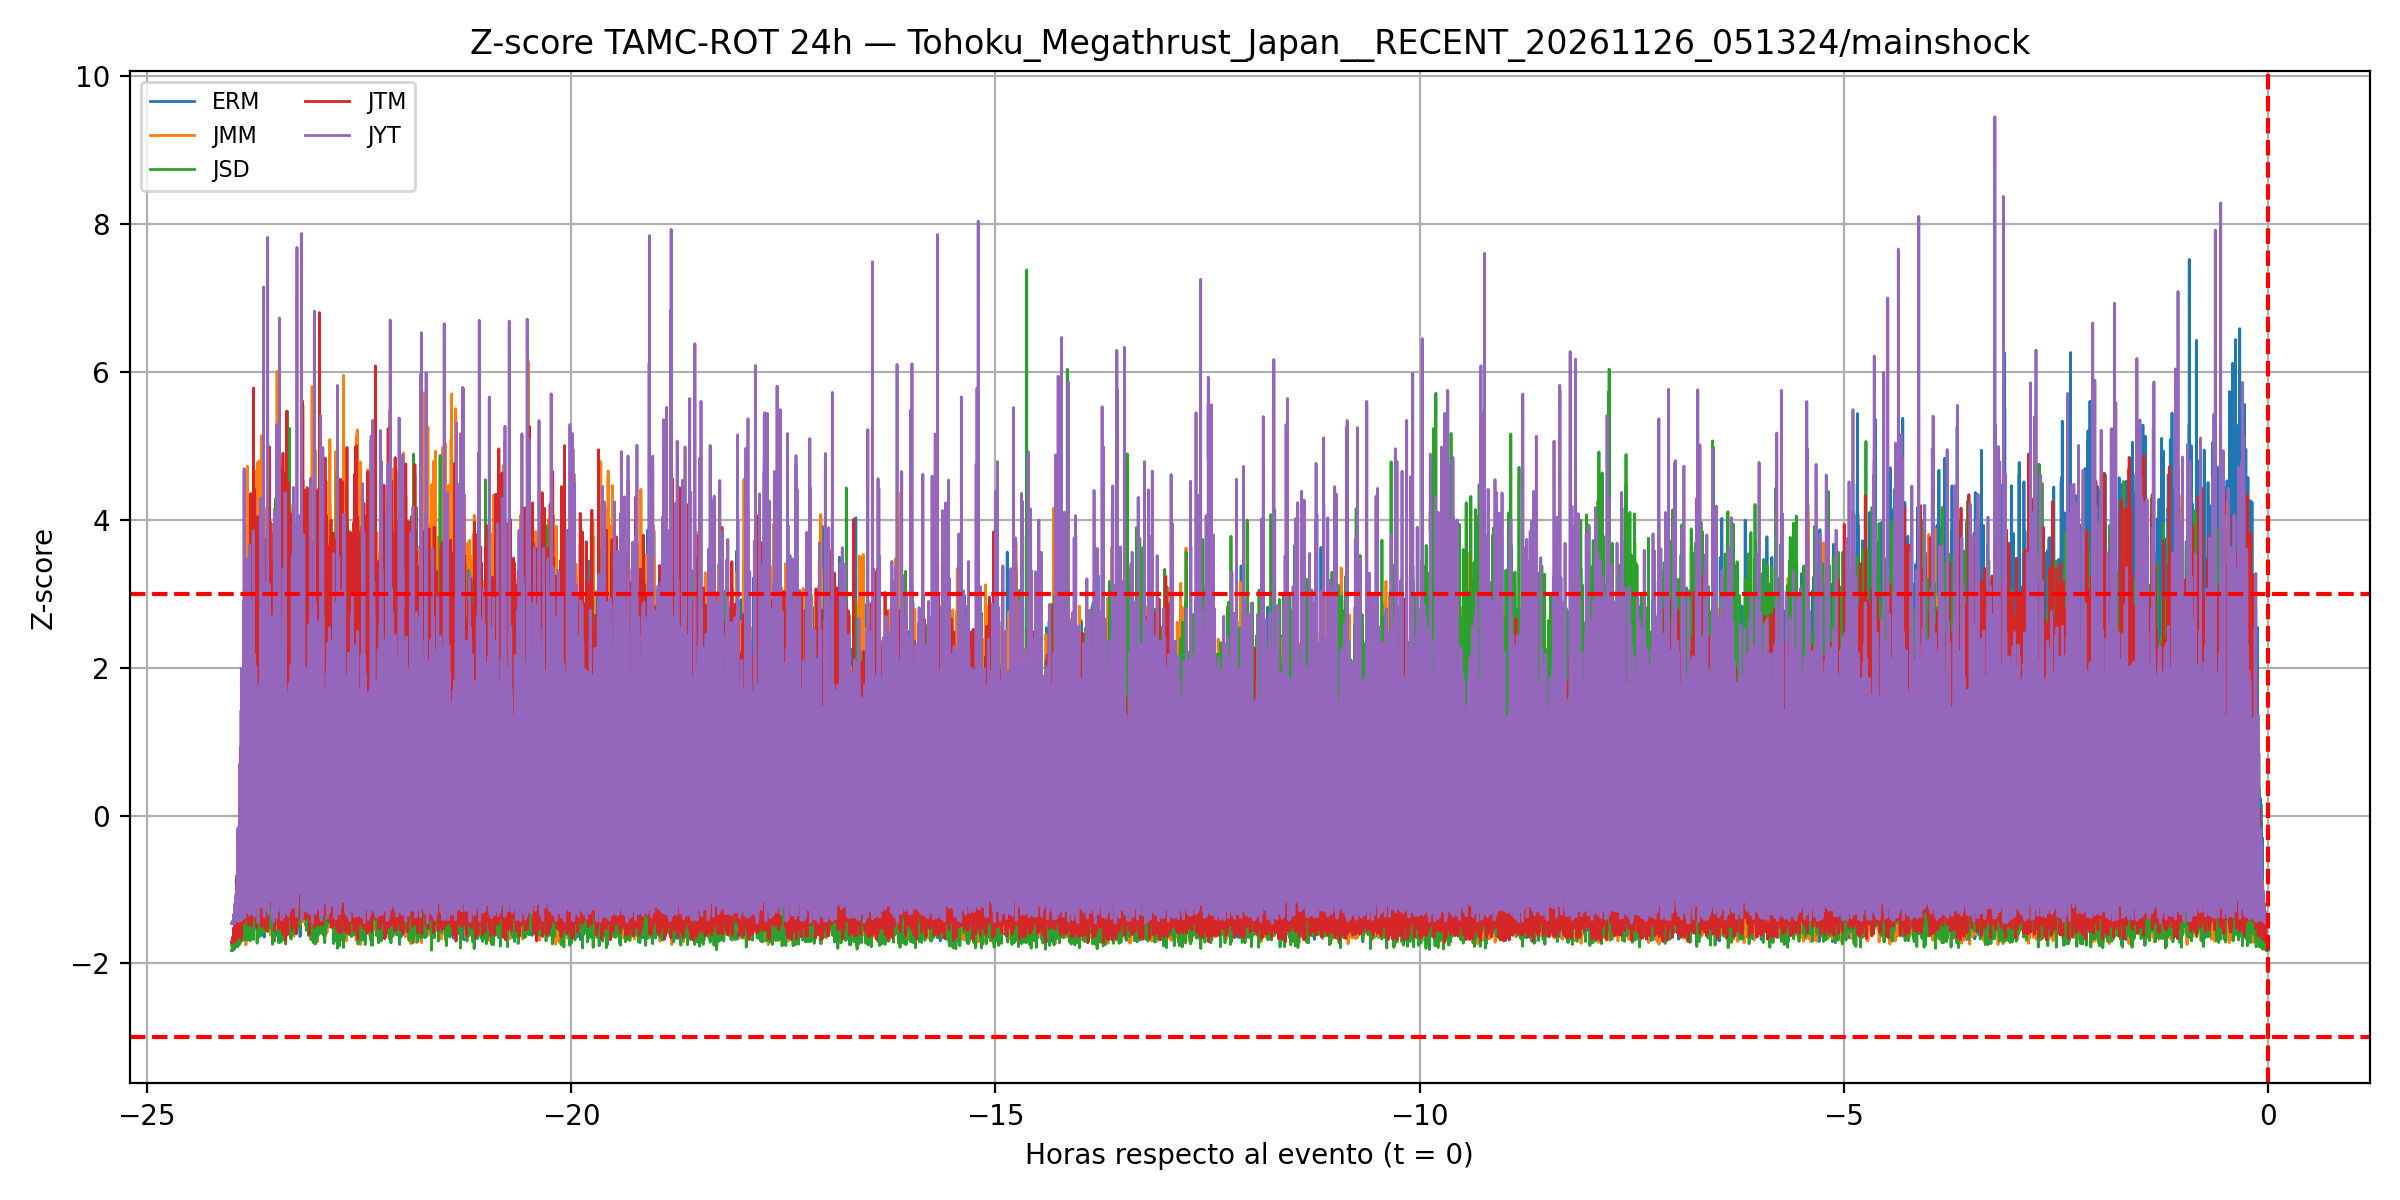 Z-score TAMC-ROT 24h — Tohoku_Megathrust_Japan__RECENT_20261126_051324/mainshock
10
8
6
4
2
0
−2
Z-score
ERM
JMM
JSD
JTM
JYT
−25
−20
−15
−10
−5
0
Horas respecto al evento (t = 0)